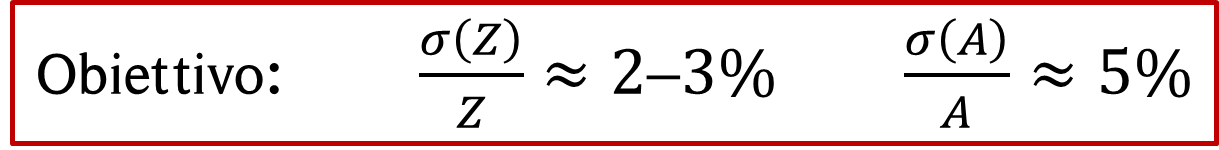 Obiettivo: σ(Z)/Z ≈ 2–3% σ(A)/A ≈ 5%